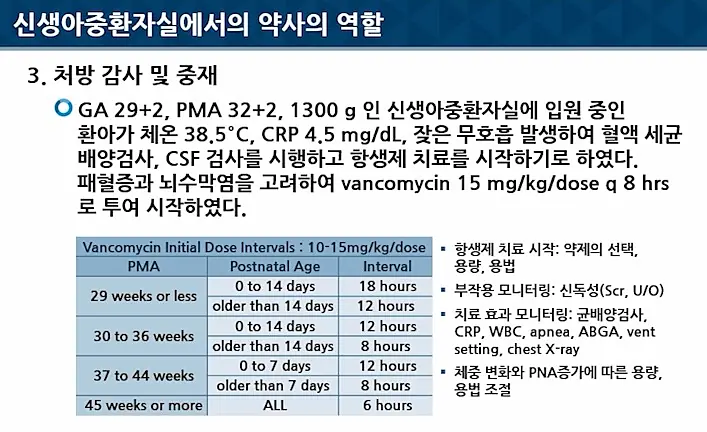 신생아중환자실에서의 약사의 역할
3. 처방 감사 및 중재
GA 29+2, PMA 32+2, 1300 g 인 신생아중환자실에 입원 중인
환아가 체온 38.5°C, CRP 4.5 mg/dL, 잦은 무호흡 발생하여 혈액 세균
배양검사, CSF 검사를 시행하고 항생제 치료를 시작하기로 하였다.
패혈증과 뇌수막염을 고려하여 vancomycin 15 mg/kg/dose q 8 hrs
로 투여 시작하였다.
Vancomycin Initial Dose Intervals : 10-15mg/kg/dose
PMA Postnatal Age Interval
29 weeks or less 0 to 14 days 18 hours
older than 14 days 12 hours
30 to 36 weeks 0 to 14 days 12 hours
older than 14 days 8 hours
37 to 44 weeks 0 to 7 days 12 hours
older than 7 days 8 hours
45 weeks or more ALL 6 hours
▪ 항생제 치료 시작: 약제의 선택,
용량, 용법
▪ 부작용 모니터링: 신독성(Scr, U/O)
▪ 치료 효과 모니터링: 균배양검사,
CRP, WBC, apnea, ABGA, vent
setting, chest X-ray
▪ 체중 변화와 PNA증가에 따른 용량,
용법 조절